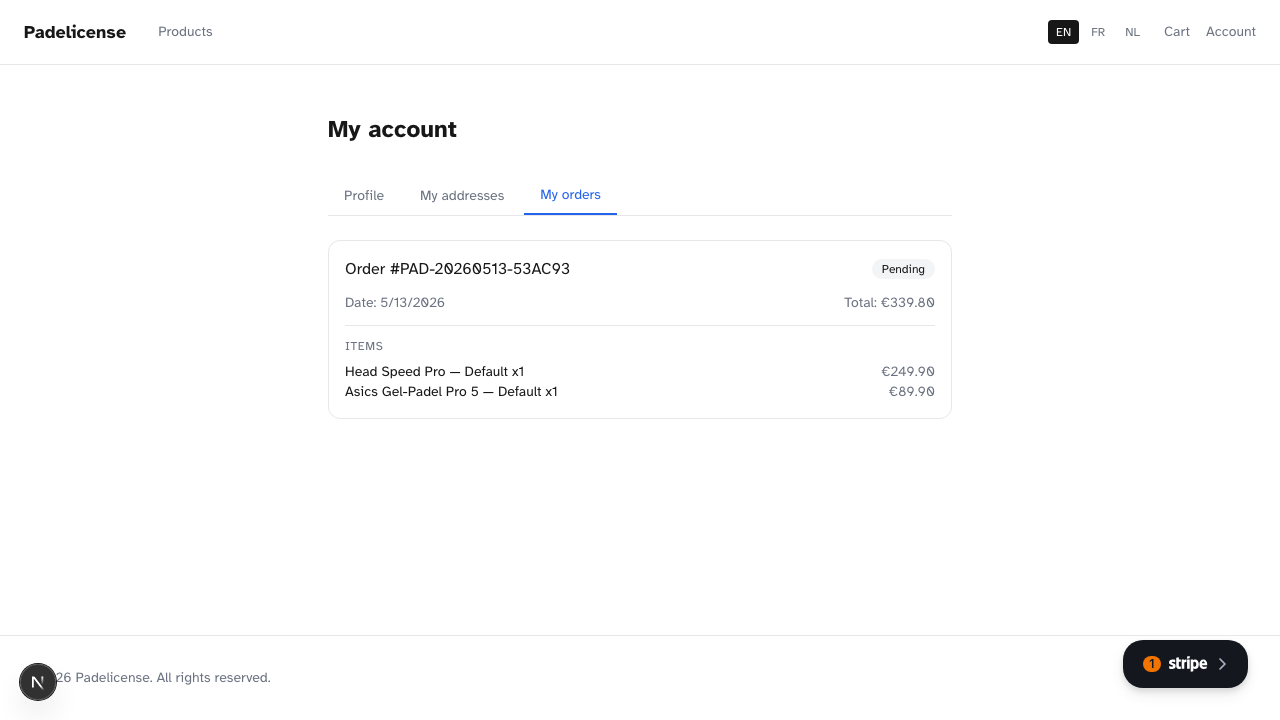 Padelicense Products EN FR NL Cart Account
My account
Profile My addresses My orders
Order #PAD-20260513-53AC93 Pending
Date: 5/13/2026 Total: €339.80
ITEMS
Head Speed Pro — Default x1 €249.90
Asics Gel-Padel Pro 5 — Default x1 €89.90
N 26 Padelicense. All rights reserved.
1 stripe